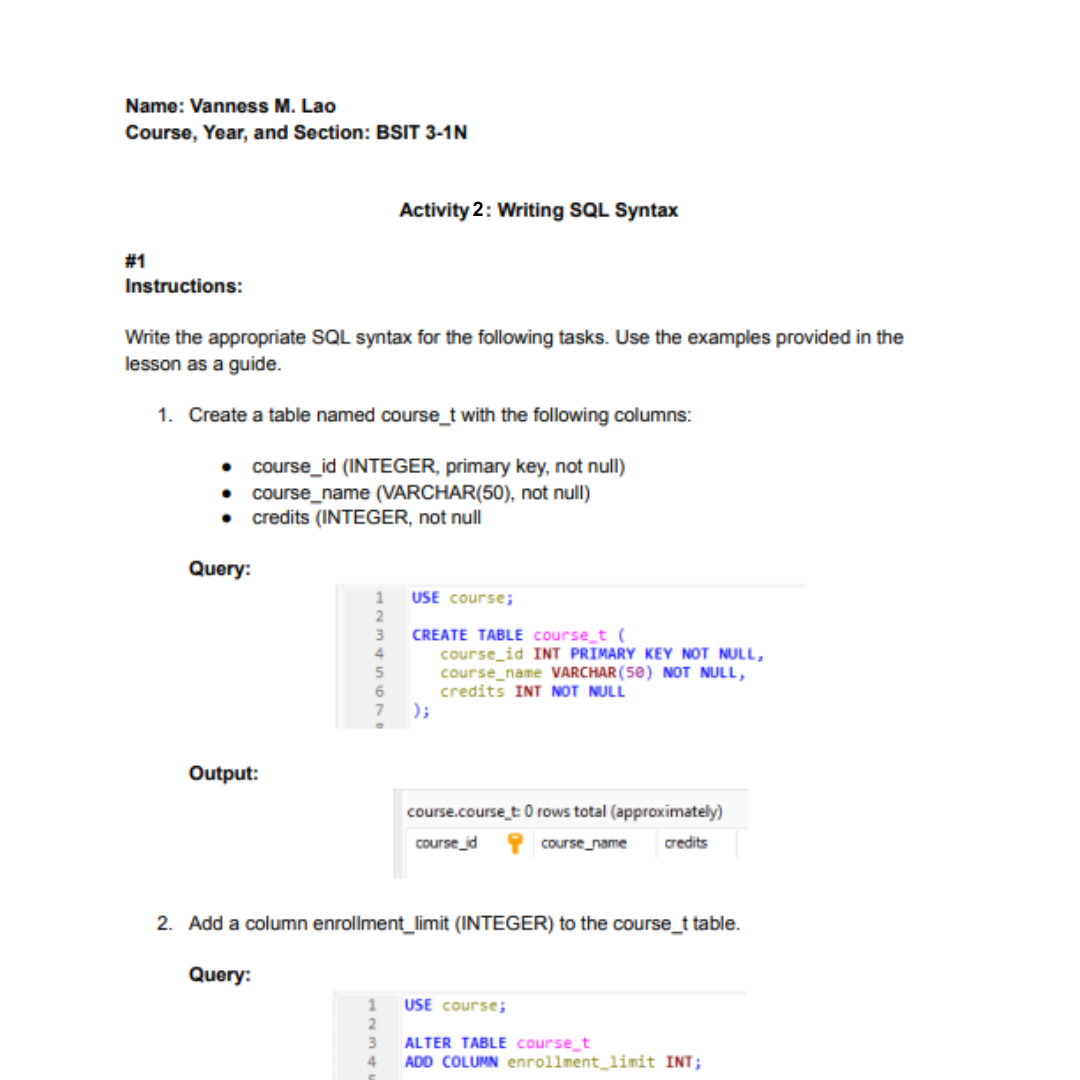 Name: Vanness M. Lao
Course, Year, and Section: BSIT 3-1N
Activity 2: Writing SQL Syntax
#1
Instructions:
Write the appropriate SQL syntax for the following tasks. Use the examples provided in the
lesson as a guide.
1. Create a table named course_t with the following columns:
● course_id (INTEGER, primary key, not null)
● course_name (VARCHAR(50), not null)
● credits (INTEGER, not null
Query:
1 USE course;
2
3 CREATE TABLE course_t (
4 course_id INT PRIMARY KEY NOT NULL,
5 course_name VARCHAR(50) NOT NULL,
6 credits INT NOT NULL
7 );
Output:
course.course_t: 0 rows total (approximately)
course_id course_name credits
2. Add a column enrollment_limit (INTEGER) to the course_t table.
Query:
1 USE course;
2
3 ALTER TABLE course_t
4 ADD COLUMN enrollment_limit INT;